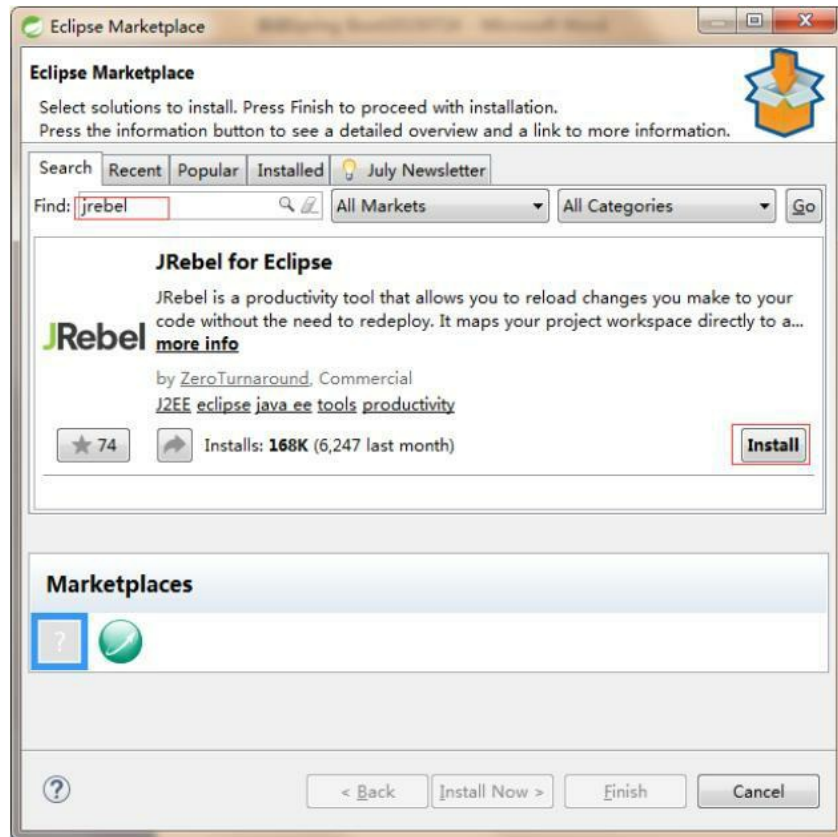 Eclipse Marketplace
Eclipse Marketplace
Select solutions to install. Press Finish to proceed with installation.
Press the information button to see a detailed overview and a link to more information.
Search Recent Popular Installed July Newsletter
Find: jrebel All Markets All Categories Go
JRebel for Eclipse
JRebel is a productivity tool that allows you to reload changes you make to your
code without the need to redeploy. It maps your project workspace directly to a...
JRebel more info
by ZeroTurnaround, Commercial
J2EE eclipse java ee tools productivity
74 Installs: 168K (6,247 last month) Install
Marketplaces
?
? < Back Install Now > Finish Cancel